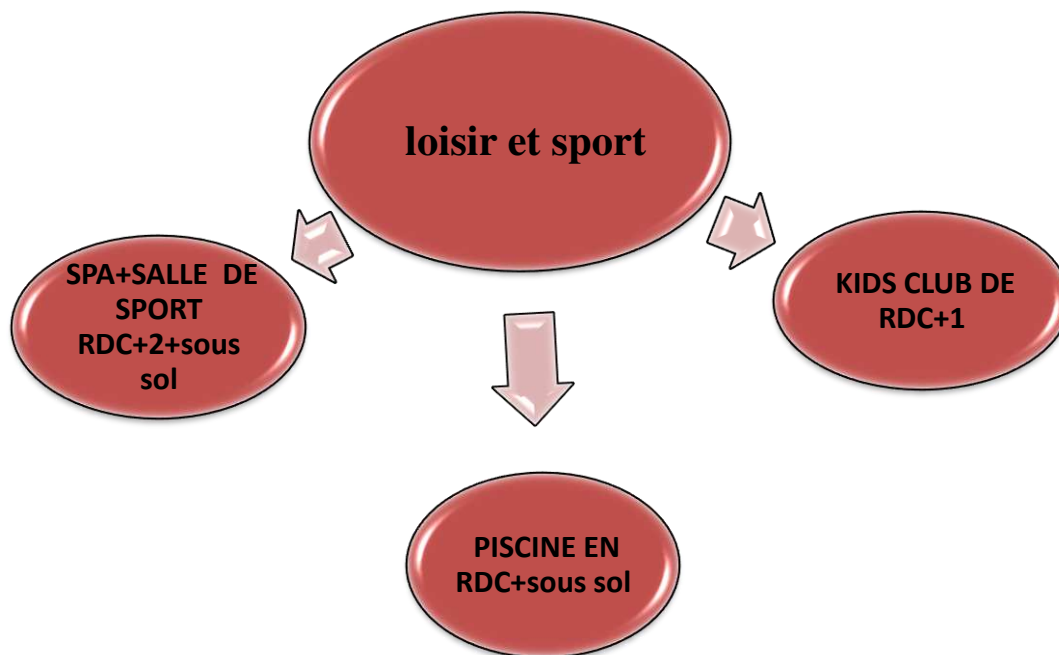 loisir et sport
SPA+SALLE DE
SPORT
RDC+2+sous
sol
KIDS CLUB DE
RDC+1
PISCINE EN
RDC+sous sol